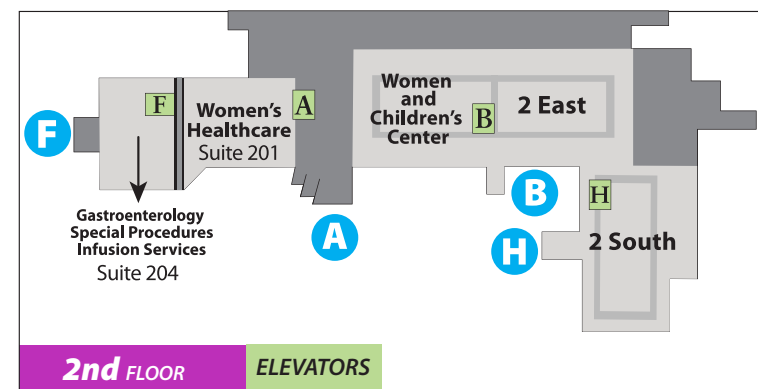 F
F
Women's
Healthcare
Suite 201
A
Women
and
Children's
Center
B
2 East
Gastroenterology
Special Procedures
Infusion Services
Suite 204
A
B
H
H
2 South
2nd FLOOR
ELEVATORS